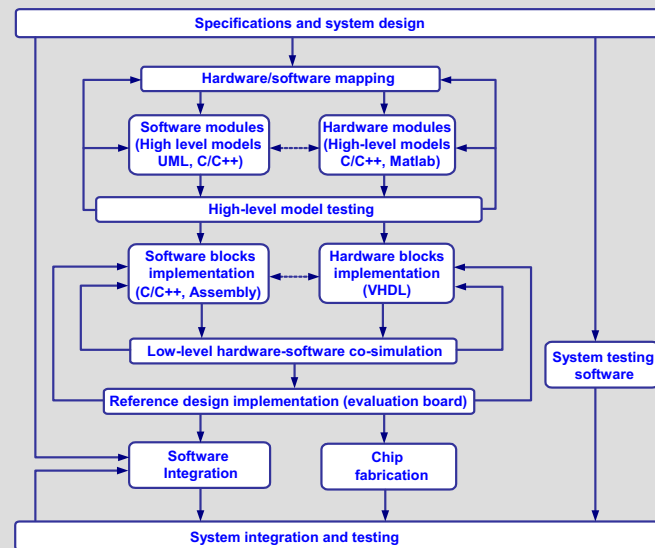 Specifications and system design
Hardware/software mapping
Software modules
(High level models
UML, C/C++)
Hardware modules
(High-level models
C/C++, Matlab)
High-level model testing
Software blocks
implementation
(C/C++, Assembly)
Hardware blocks
implementation
(VHDL)
Low-level hardware-software co-simulation
System testing
software
Reference design implementation (evaluation board)
Software
Integration
Chip
fabrication
System integration and testing